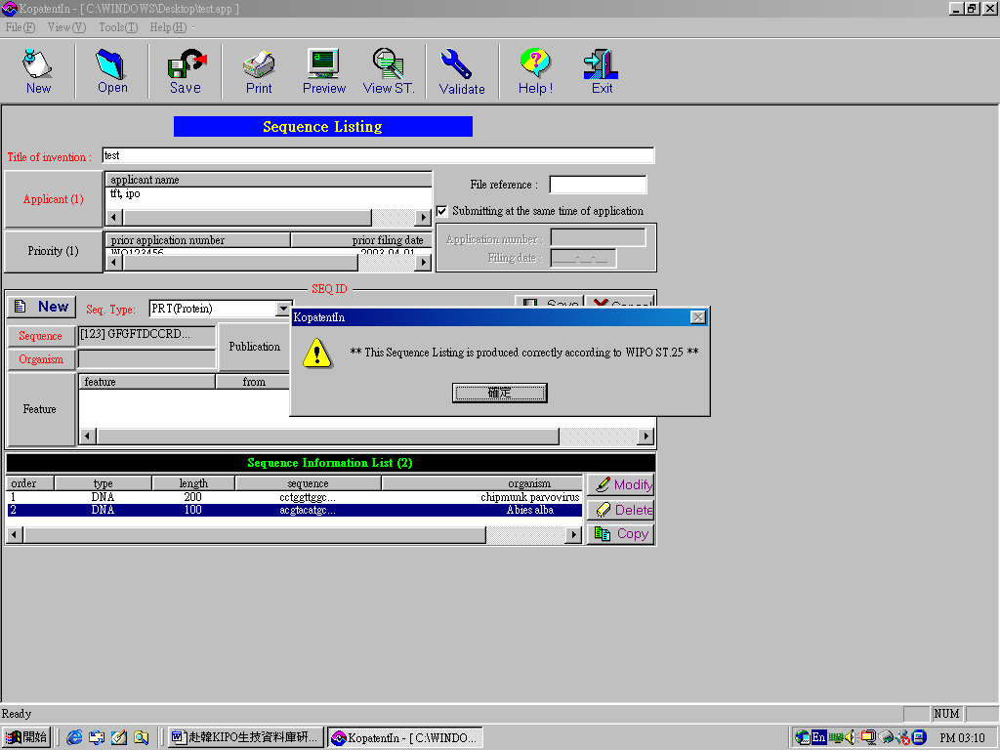 KopatentIn - [ C:\WINDOWS\Desktop\test.app ]
File(F) View(V) Tools(T) Help(H) -
New Open Save Print Preview View ST. Validate Help ! Exit
Sequence Listing
Title of invention : test
Applicant (1)
applicant name
tft, ipo
File reference :
Submitting at the same time of application
Priority (1)
prior application number prior filing date
WO123456 2003-04-01
Application number :
Filing date : ____-__-__
SEQ ID
New Seq. Type: PRT(Protein) Save Cancel
Sequence [123] GFGFTDCCRD...
Organism
Publication
Feature
feature from
KopatentIn
** This Sequence Listing is produced correctly according to WIPO ST.25 **
確定
Sequence Information List (2)
order type length sequence organism
1 DNA 200 cctggttggc... chipmunk parvovirus
2 DNA 100 acgtacatgc... Abies alba
Modify
Delete
Copy
Ready NUM
開始 赴韓KIPO生技資料庫研... KopatentIn - [ C:\WINDO... En PM 03:10